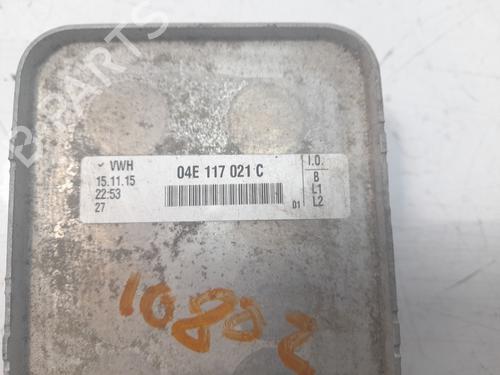 B PARTS
VWH
04E 117 021 C
I.O.
15.11.15
22:53
27
B
L1
L2
01
10802